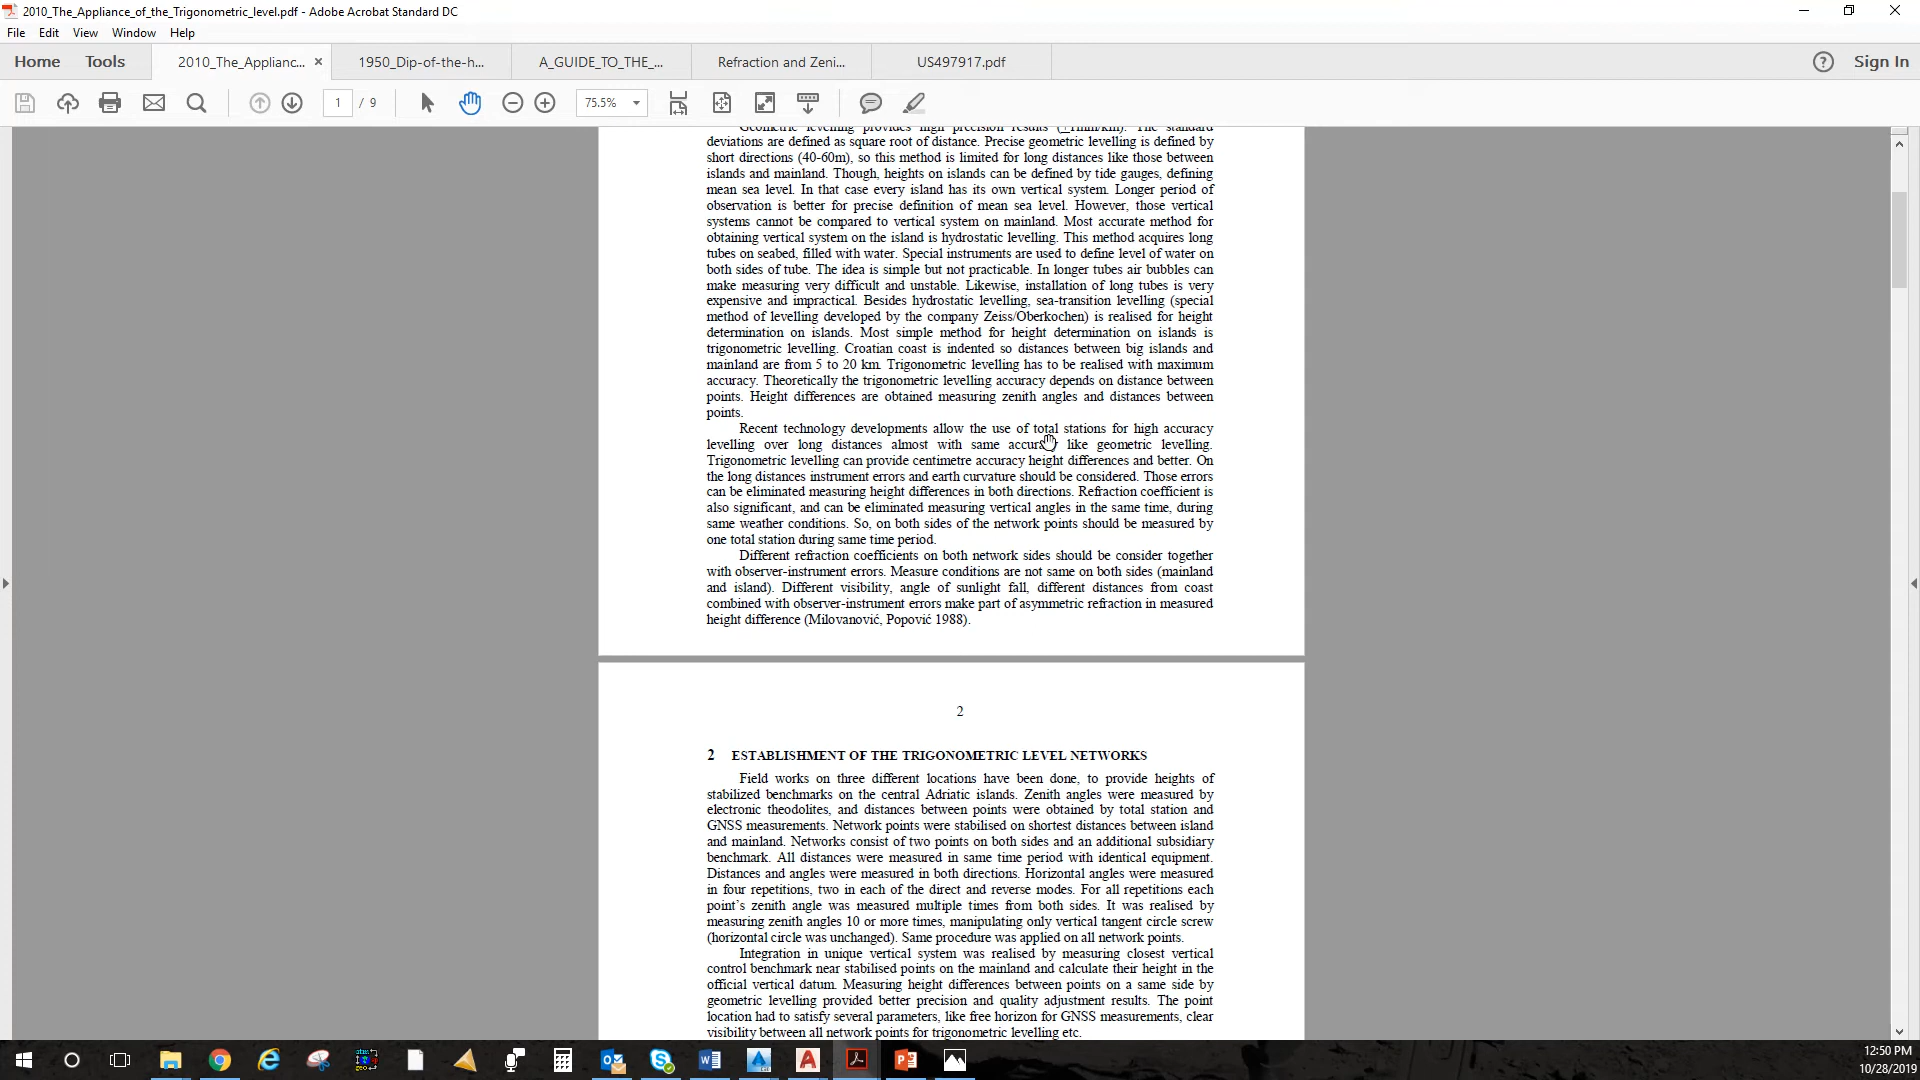 2010_The_Appliance_of_the_Trigonometric_level.pdf - Adobe Acrobat Standard DC
File Edit View Window Help
Home Tools 2010_The_Applianc... × 1950_Dip-of-the-h... A_GUIDE_TO_THE_... Refraction and Zeni... US497917.pdf Sign In
1 / 9 75.5%
Geometric levelling provides high precision results (±1mm/km). The standard
deviations are defined as square root of distance. Precise geometric levelling is defined by
short directions (40-60m), so this method is limited for long distances like those between
islands and mainland. Though, heights on islands can be defined by tide gauges, defining
mean sea level. In that case every island has its own vertical system. Longer period of
observation is better for precise definition of mean sea level. However, those vertical
systems cannot be compared to vertical system on mainland. Most accurate method for
obtaining vertical system on the island is hydrostatic levelling. This method acquires long
tubes on seabed, filled with water. Special instruments are used to define level of water on
both sides of tube. The idea is simple but not practicable. In longer tubes air bubbles can
make measuring very difficult and unstable. Likewise, installation of long tubes is very
expensive and impractical. Besides hydrostatic levelling, sea-transition levelling (special
method of levelling developed by the company Zeiss/Oberkochen) is realised for height
determination on islands. Most simple method for height determination on islands is
trigonometric levelling. Croatian coast is indented so distances between big islands and
mainland are from 5 to 20 km. Trigonometric levelling has to be realised with maximum
accuracy. Theoretically the trigonometric levelling accuracy depends on distance between
points. Height differences are obtained measuring zenith angles and distances between
points.
Recent technology developments allow the use of total stations for high accuracy
levelling over long distances almost with same accuracy like geometric levelling.
Trigonometric levelling can provide centimetre accuracy height differences and better. On
the long distances instrument errors and earth curvature should be considered. Those errors
can be eliminated measuring height differences in both directions. Refraction coefficient is
also significant, and can be eliminated measuring vertical angles in the same time, during
same weather conditions. So, on both sides of the network points should be measured by
one total station during same time period.
Different refraction coefficients on both network sides should be consider together
with observer-instrument errors. Measure conditions are not same on both sides (mainland
and island). Different visibility, angle of sunlight fall, different distances from coast
combined with observer-instrument errors make part of asymmetric refraction in measured
height difference (Milovanović, Popović 1988).
2
2 ESTABLISHMENT OF THE TRIGONOMETRIC LEVEL NETWORKS
Field works on three different locations have been done, to provide heights of
stabilized benchmarks on the central Adriatic islands. Zenith angles were measured by
electronic theodolites, and distances between points were obtained by total station and
GNSS measurements. Network points were stabilised on shortest distances between island
and mainland. Networks consist of two points on both sides and an additional subsidiary
benchmark. All distances were measured in same time period with identical equipment.
Distances and angles were measured in both directions. Horizontal angles were measured
in four repetitions, two in each of the direct and reverse modes. For all repetitions each
point's zenith angle was measured multiple times from both sides. It was realised by
measuring zenith angles 10 or more times, manipulating only vertical tangent circle screw
(horizontal circle was unchanged). Same procedure was applied on all network points.
Integration in unique vertical system was realised by measuring closest vertical
control benchmark near stabilised points on the mainland and calculate their height in the
official vertical datum. Measuring height differences between points on a same side by
geometric levelling provided better precision and quality adjustment results. The point
location had to satisfy several parameters, like free horizon for GNSS measurements, clear
visibility between all network points for trigonometric levelling etc.
12:50 PM
10/28/2019